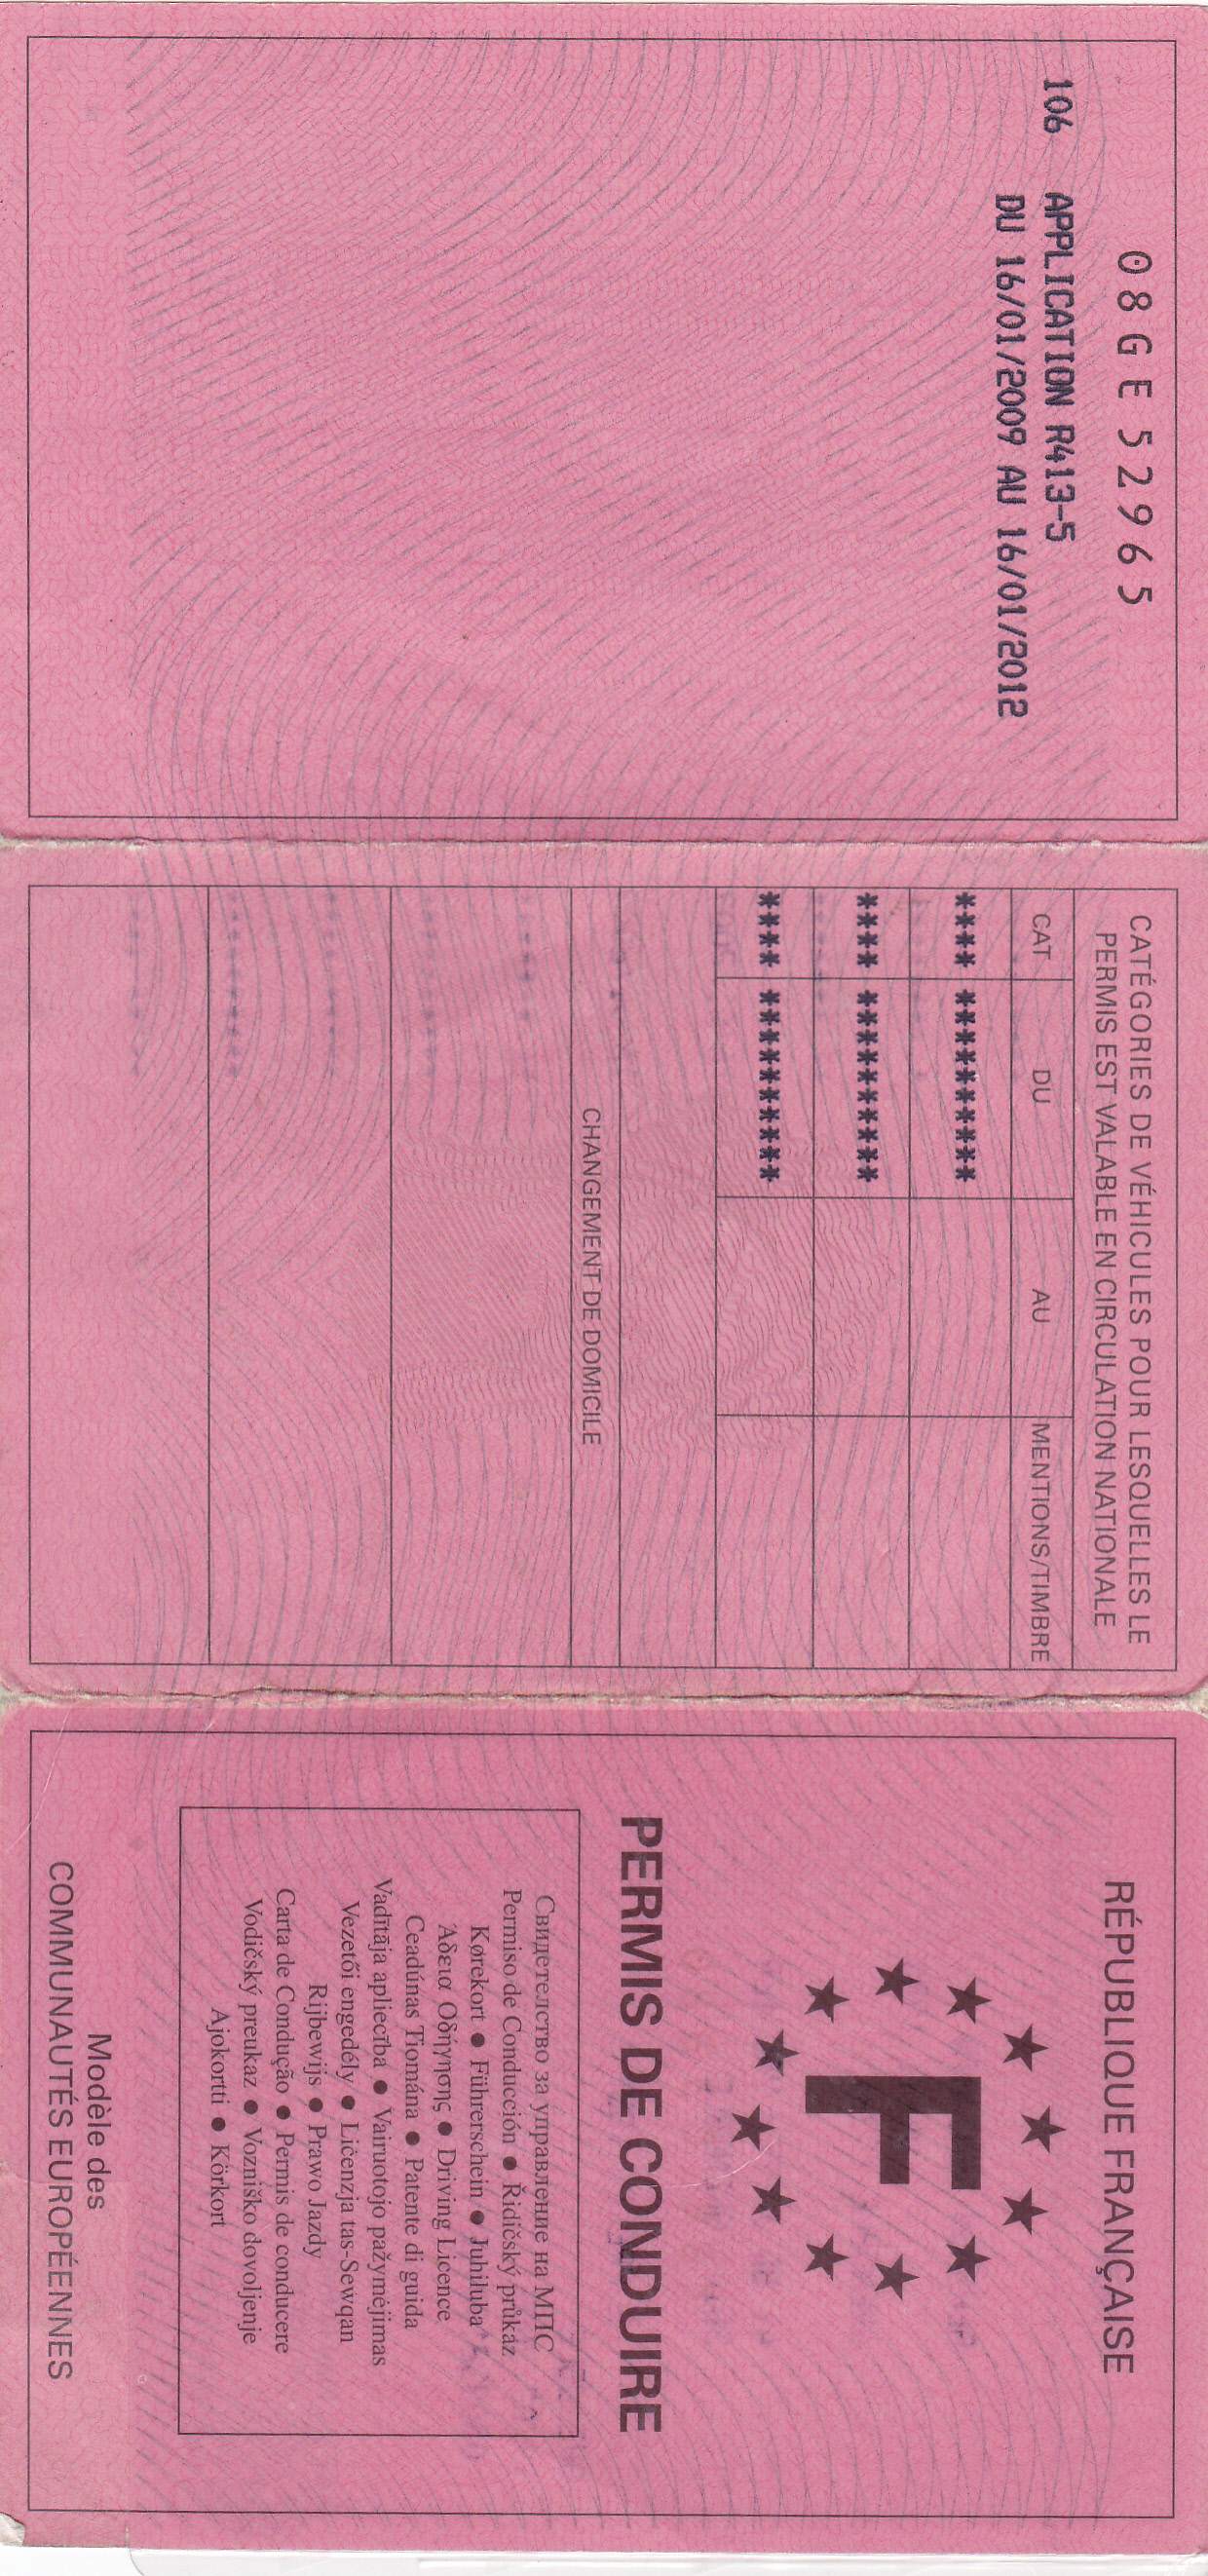 08GE52965
106 APPLICATION R413-5
DU 16/01/2009 AU 16/01/2012
CATÉGORIES DE VÉHICULES POUR LESQUELLES LE
PERMIS EST VALABLE EN CIRCULATION NATIONALE
CAT DU AU MENTIONS/TIMBRE
**** **********
**** **********
**** **********
CHANGEMENT DE DOMICILE
RÉPUBLIQUE FRANÇAISE
F
PERMIS DE CONDUIRE
Свидетелство за управление на МПС
Permiso de Conducción ● Řidičský průkaz
Kørekort ● Führerschein ● Juhiluba
Άδεια Οδήγησης ● Driving Licence
Ceadúnas Tiomána ● Patente di guida
Vadītāja apliecība ● Vairuotojo pažymėjimas
Vezetői engedély ● Liċenzja tas-Sewqan
Rijbewijs ● Prawo Jazdy
Carta de Condução ● Permis de conducere
Vodičský preukaz ● Vozniško dovoljenje
Ajokortti ● Körkort
Modèle des
COMMUNAUTÉS EUROPÉENNES